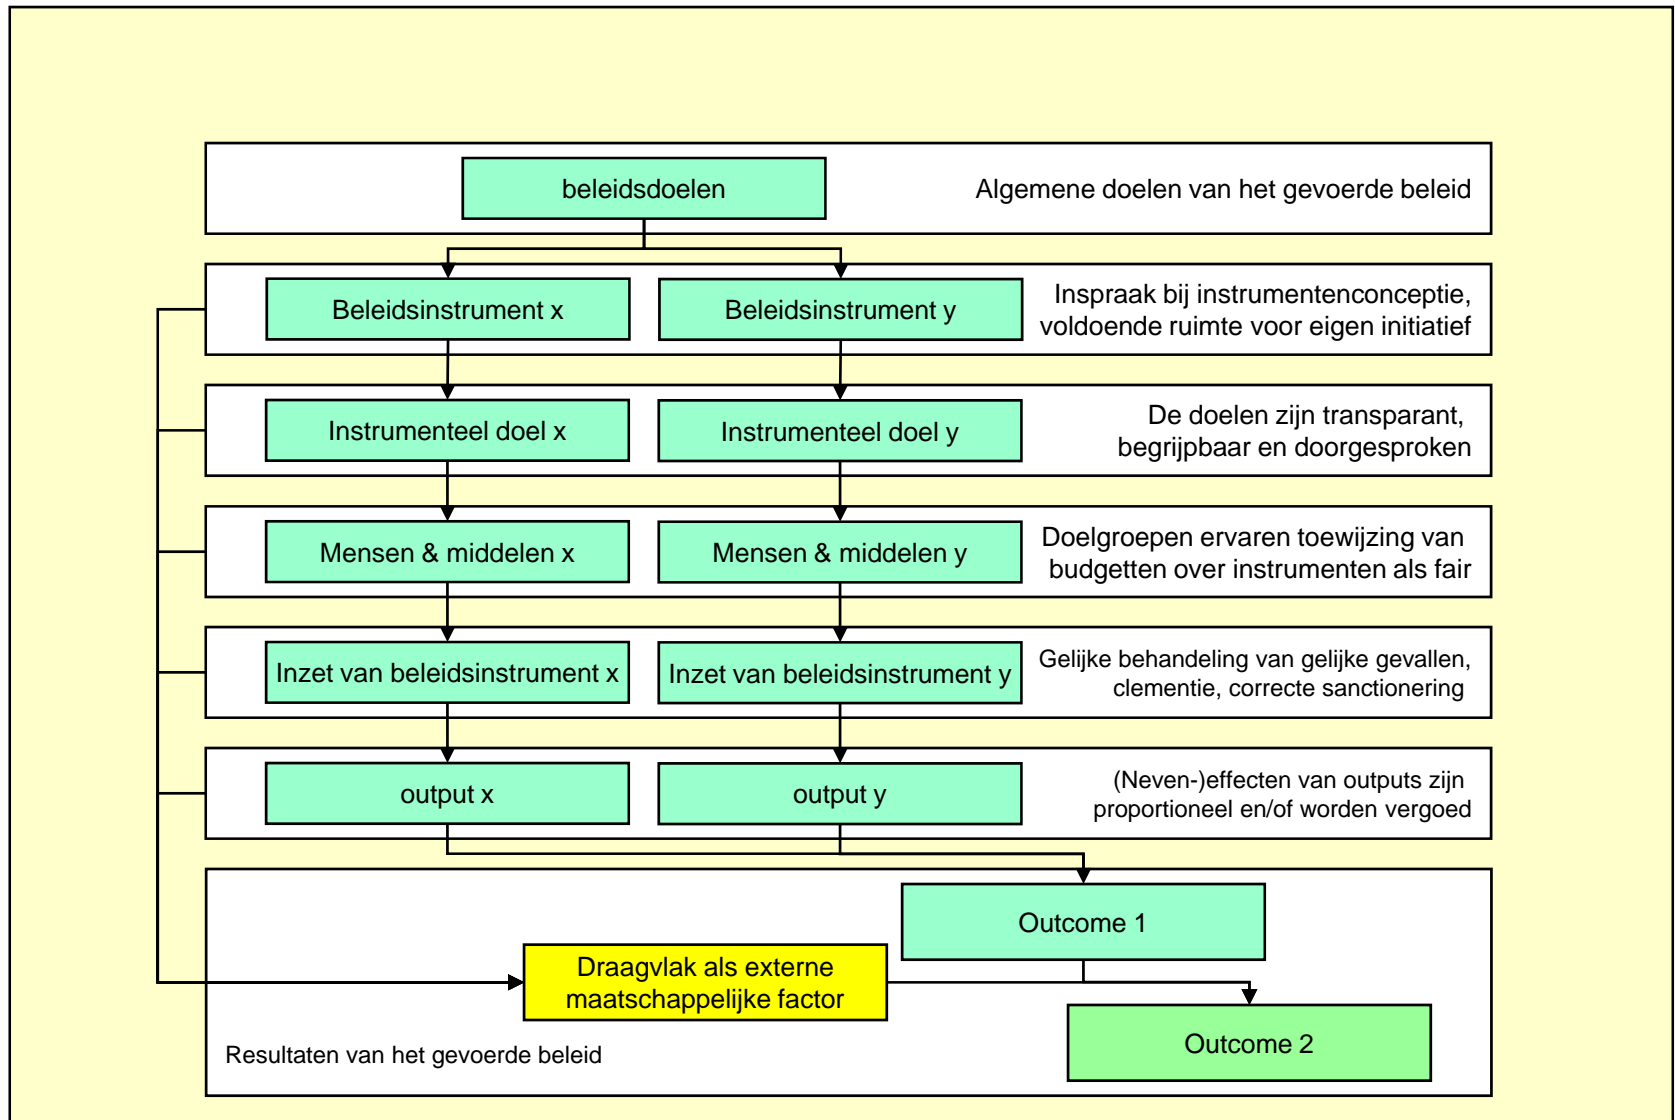 beleidsdoelen
Algemene doelen van het gevoerde beleid
Beleidsinstrument x
Beleidsinstrument y
Inspraak bij instrumentenconceptie,
voldoende ruimte voor eigen initiatief
Instrumenteel doel x
Instrumenteel doel y
De doelen zijn transparant,
begrijpbaar en doorgesproken
Mensen & middelen x
Mensen & middelen y
Doelgroepen ervaren toewijzing van
budgetten over instrumenten als fair
Inzet van beleidsinstrument x
Inzet van beleidsinstrument y
Gelijke behandeling van gelijke gevallen,
clementie, correcte sanctionering
output x
output y
(Neven-)effecten van outputs zijn
proportioneel en/of worden vergoed
Outcome 1
Draagvlak als externe
maatschappelijke factor
Outcome 2
Resultaten van het gevoerde beleid